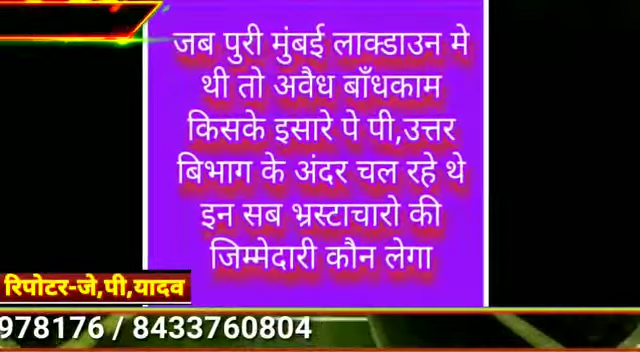 जब पुरी मुंबई लाक्डाउन मे
थी तो अवैध बाँधकाम
किसके इसारे पे पी,उत्तर
बिभाग के अंदर चल रहे थे
इन सब भ्रस्टाचारो की
जिम्मेदारी कौन लेगा
रिपोटर-जे,पी,यादव
978176 / 8433760804